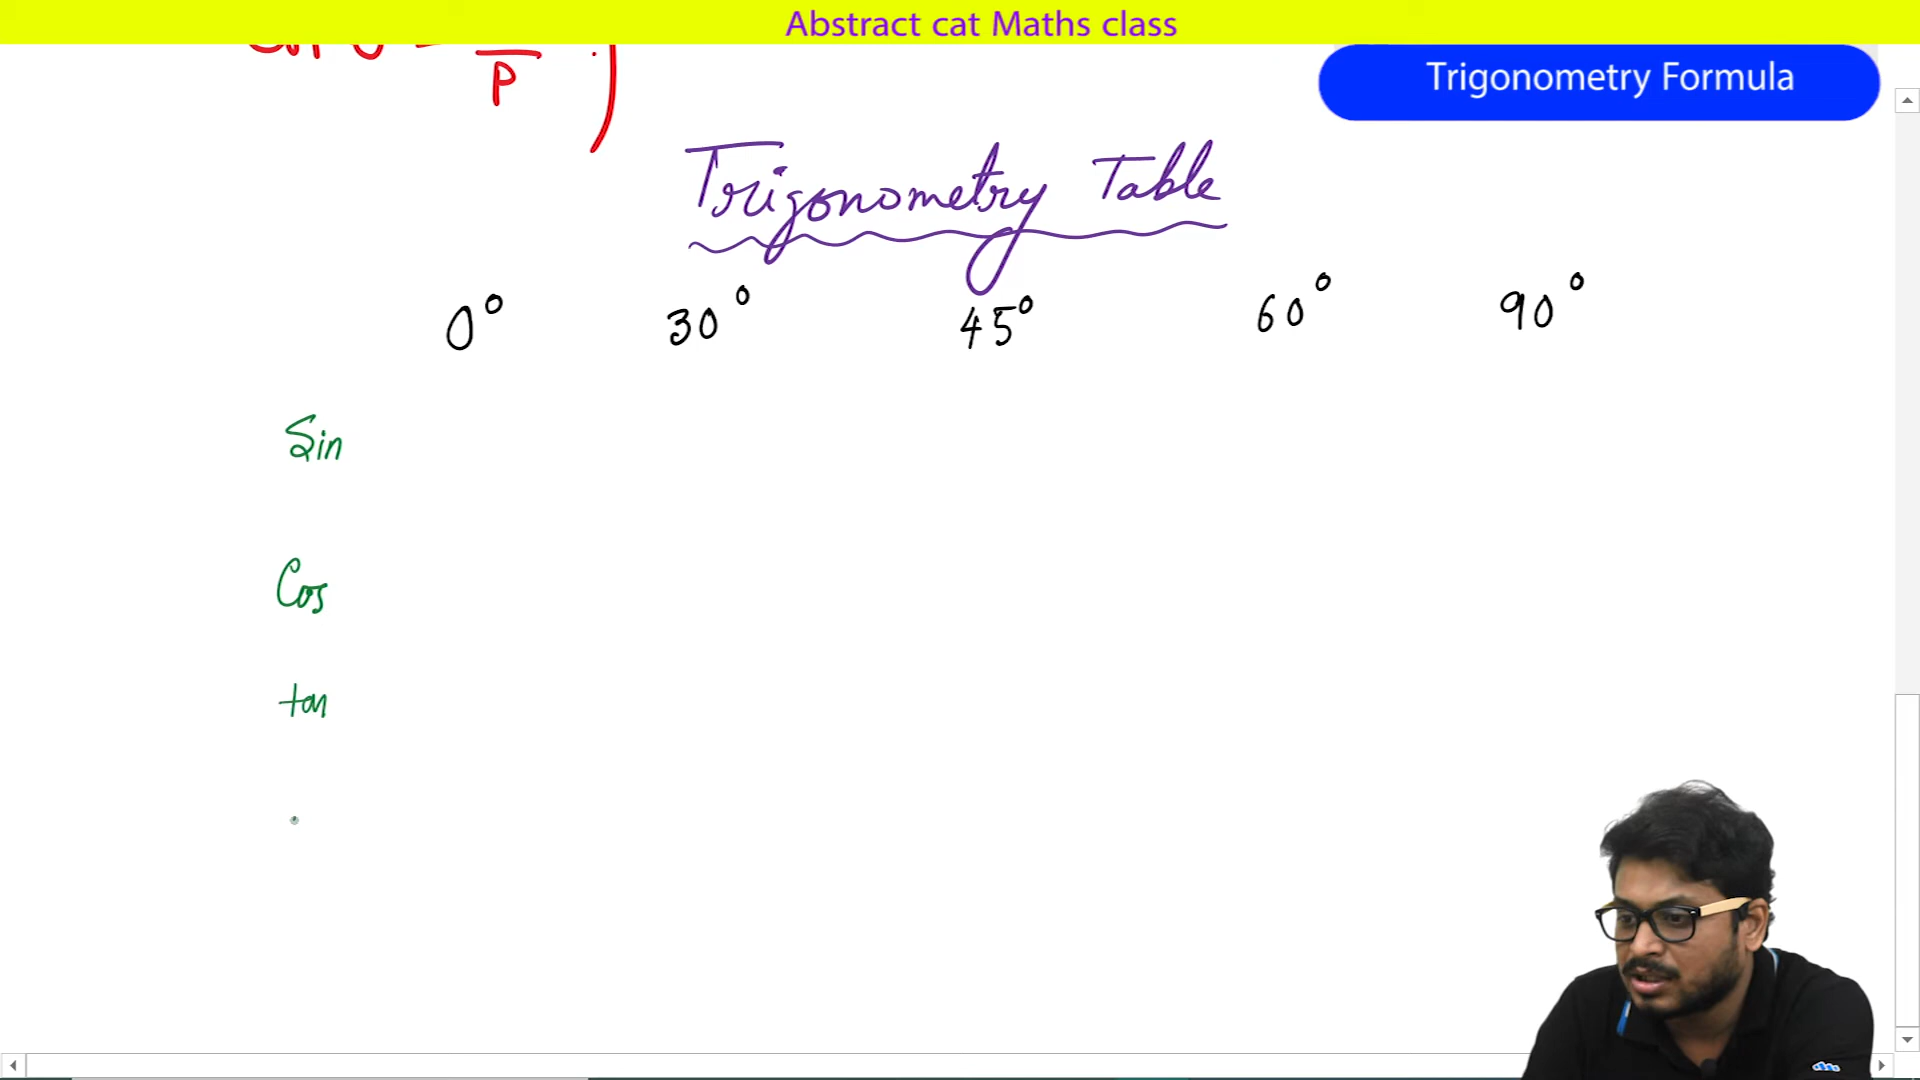 Abstract cat Maths class
Trigonometry Formula
P
Trigonometry Table
0° 30° 45° 60° 90°
Sin
Cos
tan